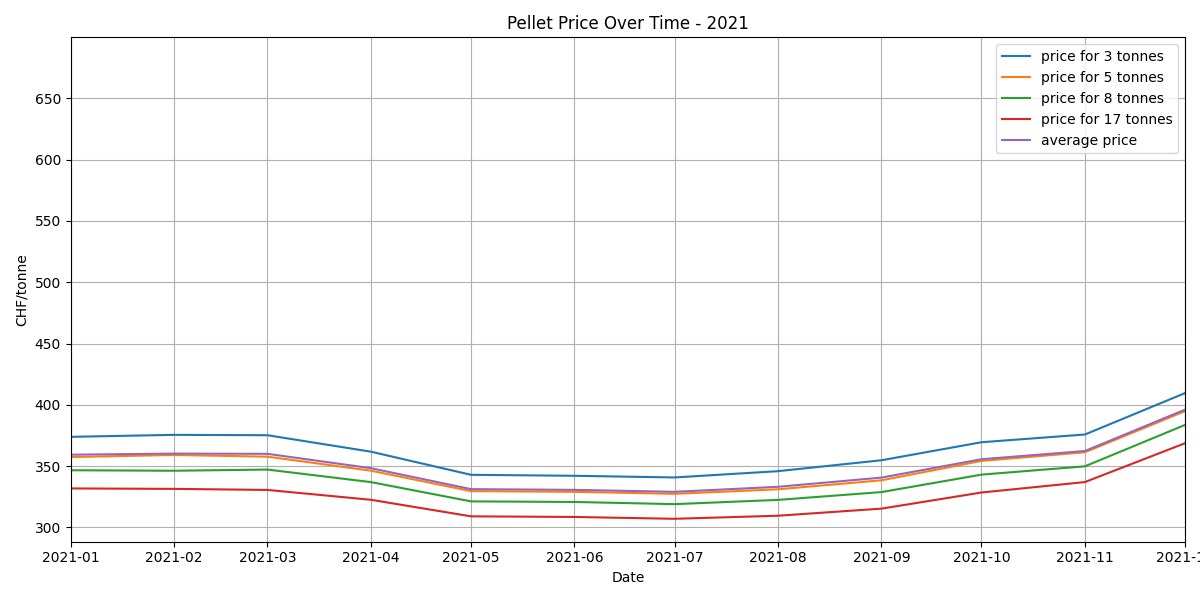 Pellet Price Over Time - 2021
price for 3 tonnes
price for 5 tonnes
price for 8 tonnes
price for 17 tonnes
average price
CHF/tonne
650
600
550
500
450
400
350
300
2021-01 2021-02 2021-03 2021-04 2021-05 2021-06 2021-07 2021-08 2021-09 2021-10 2021-11 2021-1
Date